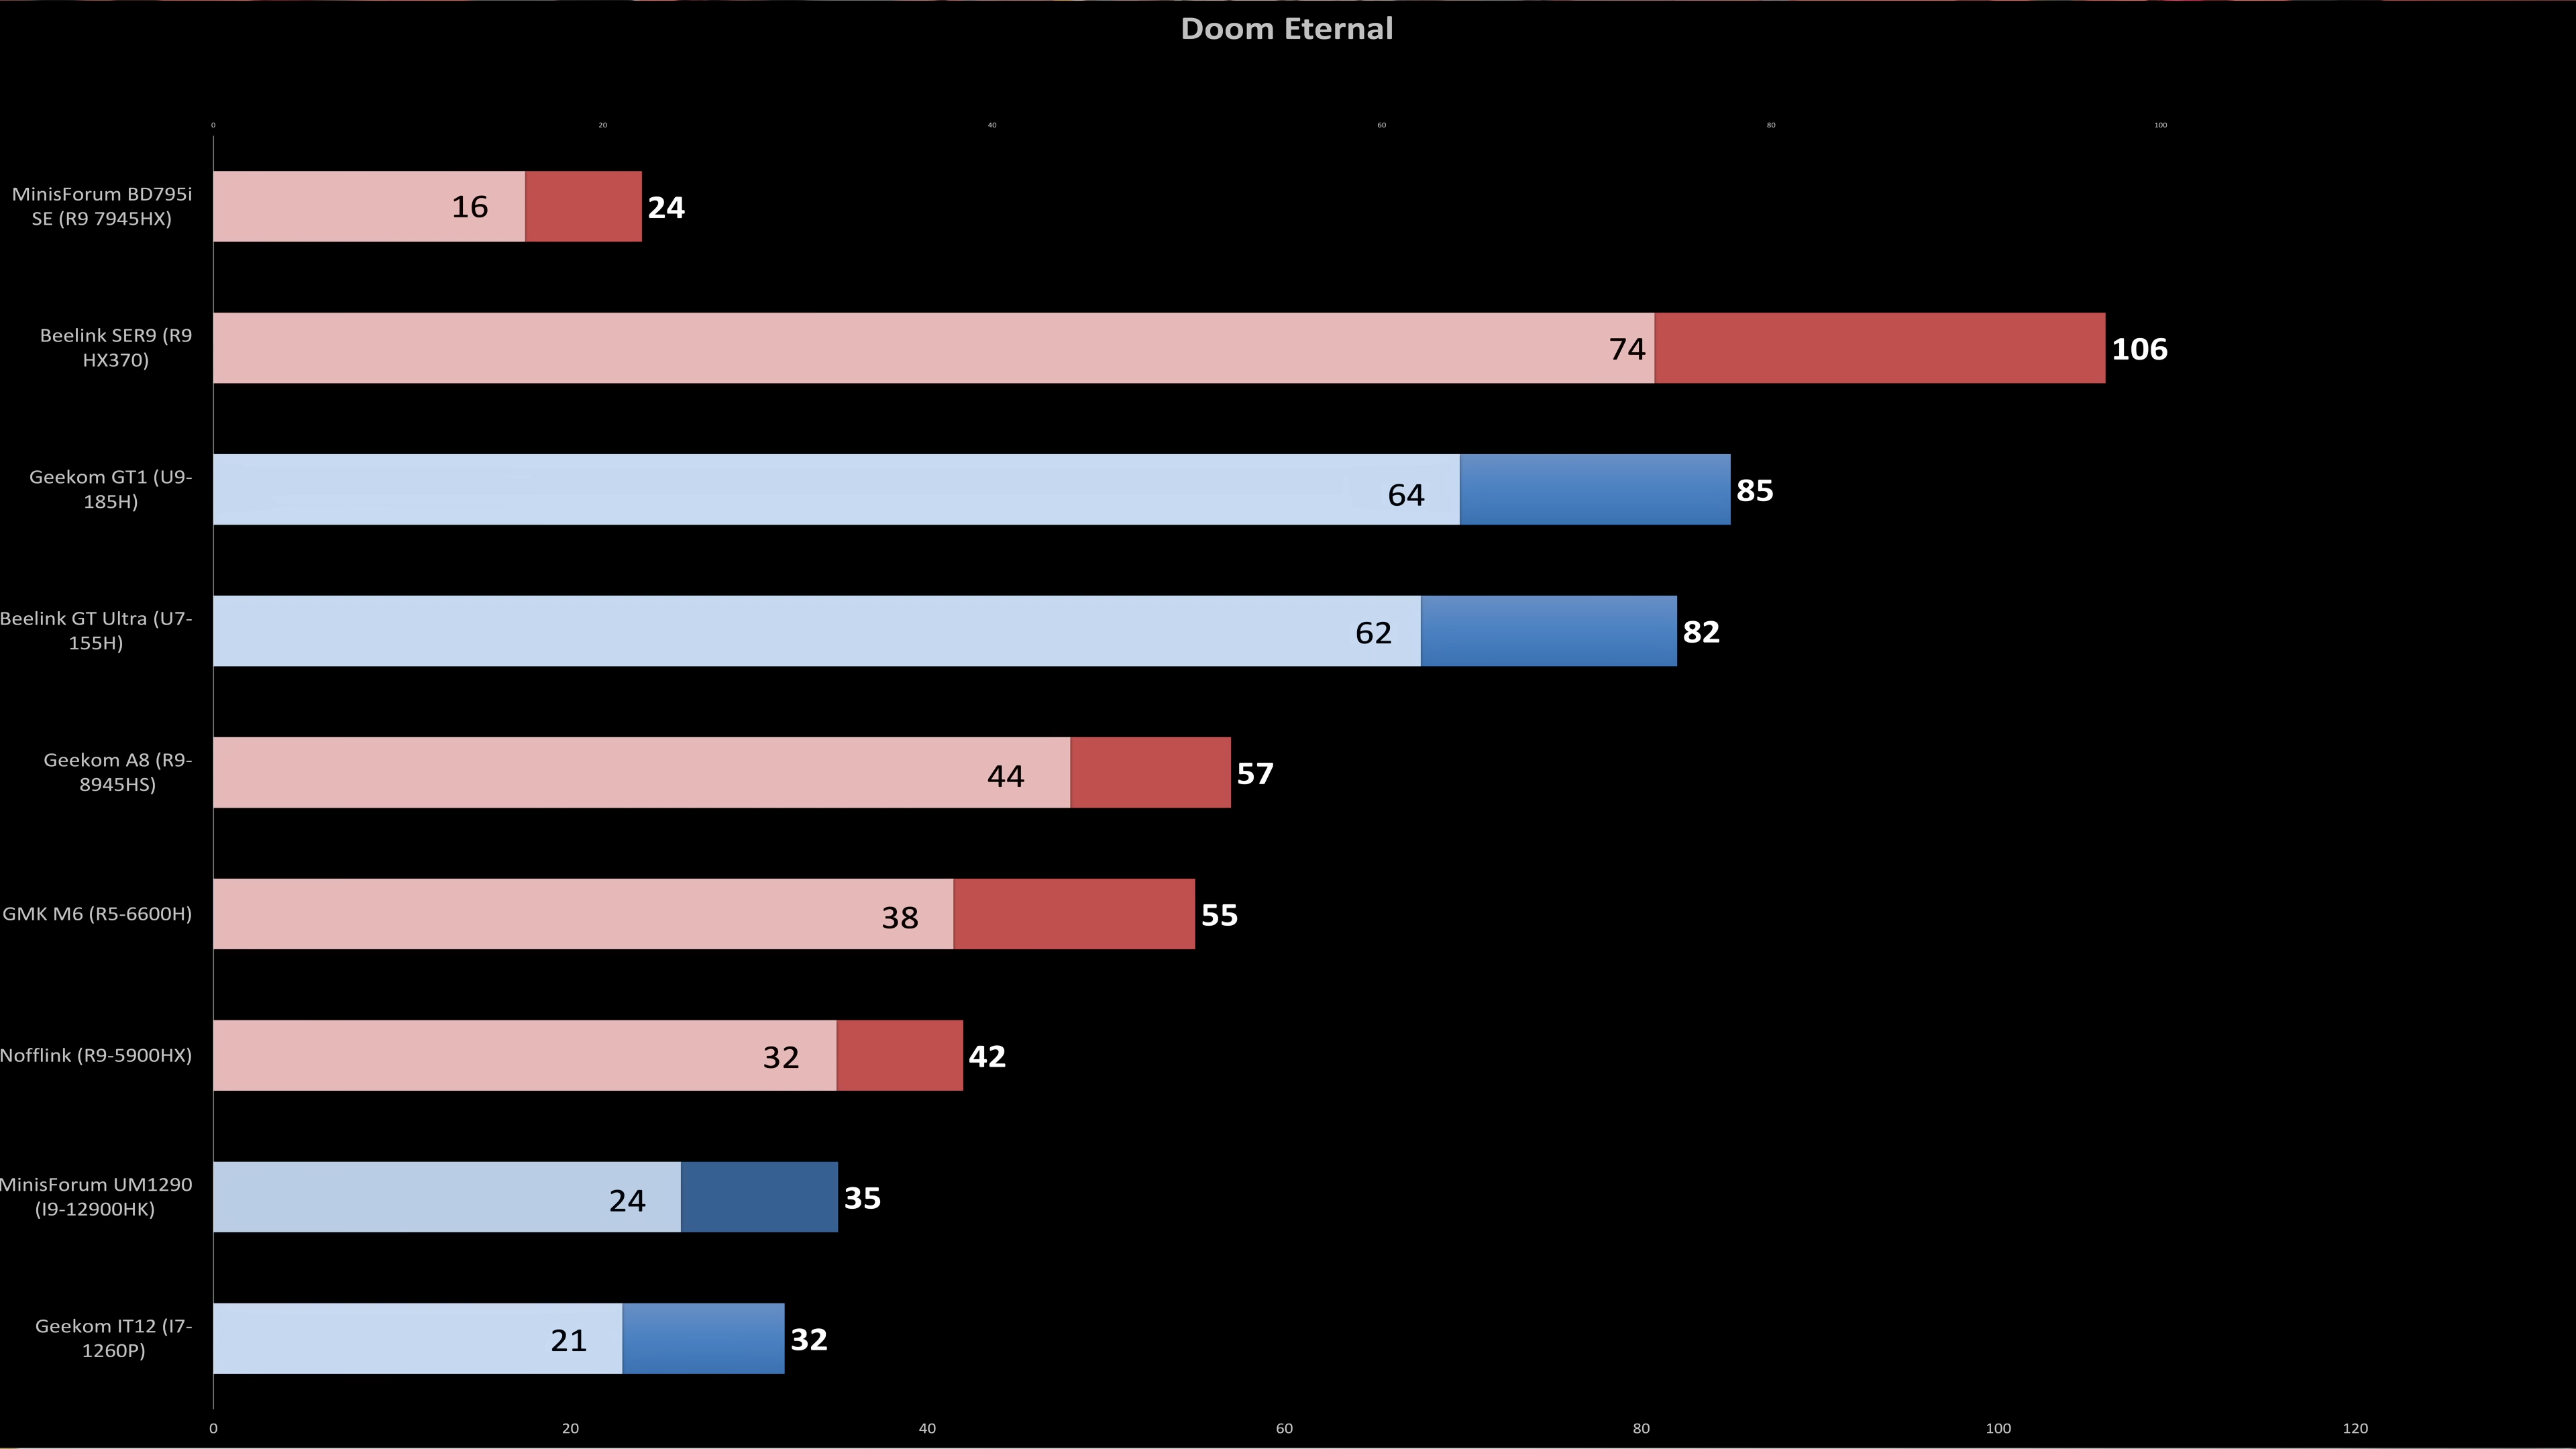 Doom Eternal
0 20 40 60 80 100
MinisForum BD795i
SE (R9 7945HX)
16 24
Beelink SER9 (R9
HX370)
74 106
Geekom GT1 (U9-
185H)
64 85
Beelink GT Ultra (U7-
155H)
62 82
Geekom A8 (R9-
8945HS)
44 57
GMK M6 (R5-6600H)
38 55
Nofflink (R9-5900HX)
32 42
MinisForum UM1290
(I9-12900HK)
24 35
Geekom IT12 (I7-
1260P)
21 32
0 20 40 60 80 100 120